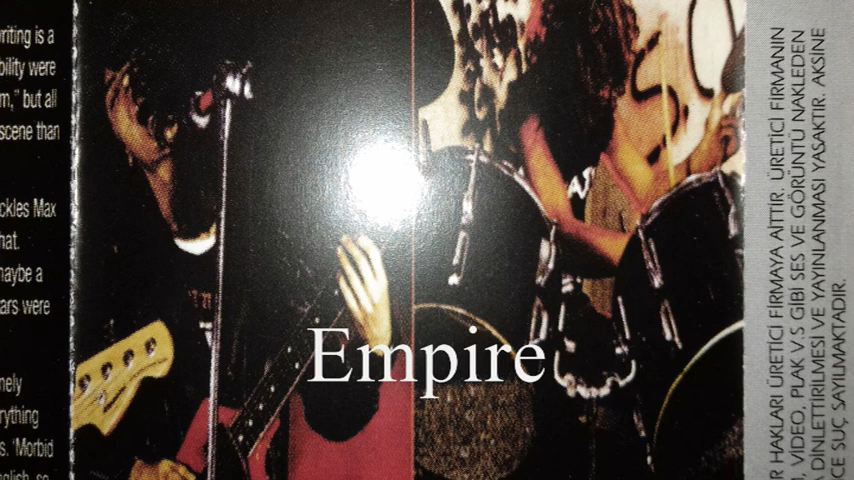 riting is a
bility were
m," but all
scene than
ckles Max
hat.
maybe a
ars were
nely
rything
s. 'Morbid
nglish, so
Empire
R HAKLARI ÜRETİCİ FİRMAYA AİTTİR. ÜRETİCİ FİRMANIN
, VİDEO, PLAK V.S GİBİ SES VE GÖRÜNTÜ NAKLEDEN
A DİNLETTİRİLMESİ VE YAYINLANMASI YASAKTIR. AKSİNE
CE SUÇ SAYILMAKTADIR.